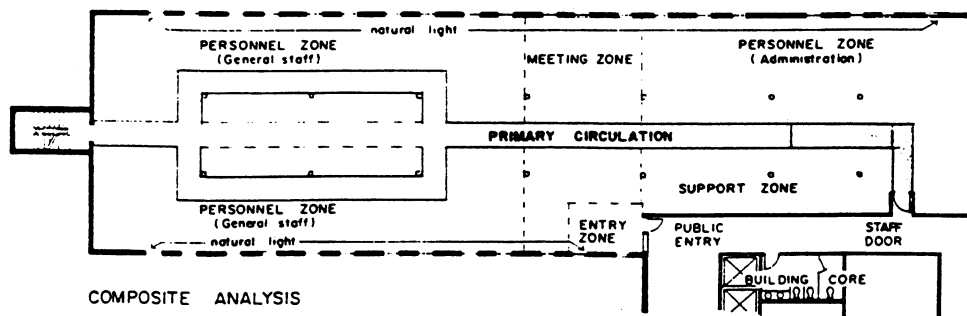 natural light
PERSONNEL ZONE
(General staff)
MEETING ZONE
PERSONNEL ZONE
(Administration)
PRIMARY CIRCULATION
SUPPORT ZONE
PERSONNEL ZONE
(General staff)
natural light
ENTRY
ZONE
PUBLIC
ENTRY
STAFF
DOOR
BUILDING CORE
COMPOSITE ANALYSIS